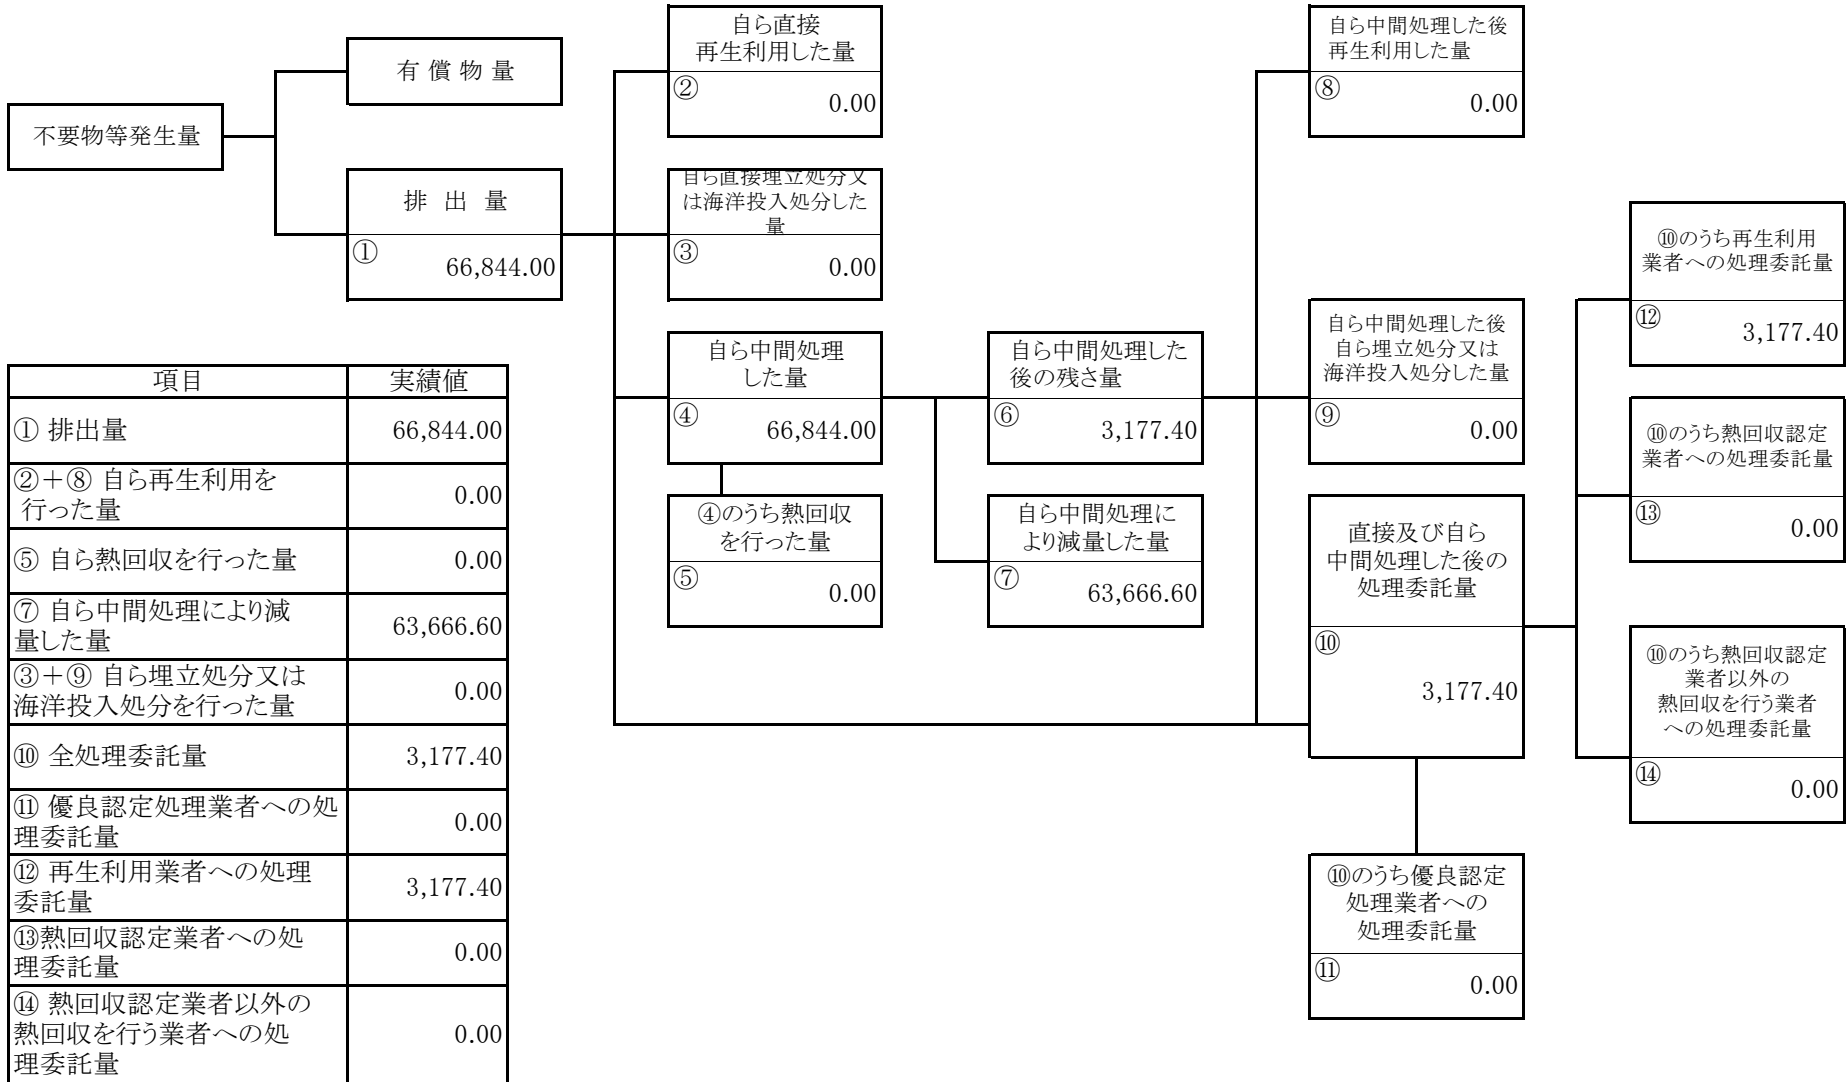 不要物等発生量
有 償 物 量
排 出 量
①
66,844.00
自ら直接
再生利用した量
②
0.00
自ら直接埋立処分又
は海洋投入処分した
量
③
0.00
自ら中間処理
した量
④
66,844.00
④のうち熱回収
を行った量
⑤
0.00
自ら中間処理した
後の残さ量
⑥
3,177.40
自ら中間処理に
より減量した量
⑦
63,666.60
自ら中間処理した後
再生利用した量
⑧
0.00
自ら中間処理した後
自ら埋立処分又は
海洋投入処分した量
⑨
0.00
直接及び自ら
中間処理した後の
処理委託量
⑩
3,177.40
⑩のうち優良認定
処理業者への
処理委託量
⑪
0.00
⑩のうち再生利用
業者への処理委託量
⑫
3,177.40
⑩のうち熱回収認定
業者への処理委託量
⑬
0.00
⑩のうち熱回収認定
業者以外の
熱回収を行う業者
への処理委託量
⑭
0.00
項目 実績値
① 排出量 66,844.00
②＋⑧ 自ら再生利用を
行った量
0.00
⑤ 自ら熱回収を行った量 0.00
⑦ 自ら中間処理により減
量した量
63,666.60
③＋⑨ 自ら埋立処分又は
海洋投入処分を行った量
0.00
⑩ 全処理委託量 3,177.40
⑪ 優良認定処理業者への処
理委託量
0.00
⑫ 再生利用業者への処理
委託量
3,177.40
⑬熱回収認定業者への処
理委託量
0.00
⑭ 熱回収認定業者以外の
熱回収を行う業者への処
理委託量
0.00